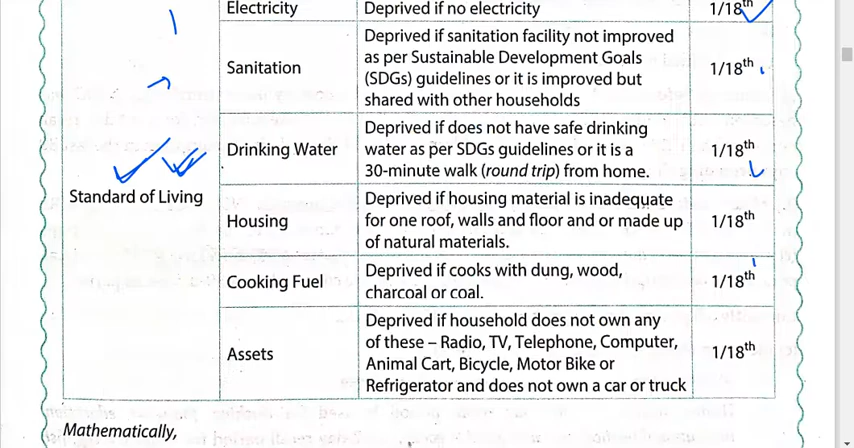 Electricity
Deprived if no electricity
1/18th
Sanitation
Deprived if sanitation facility not improved
as per Sustainable Development Goals
(SDGs) guidelines or it is improved but
shared with other households
1/18th
Standard of Living
Drinking Water
Deprived if does not have safe drinking
water as per SDGs guidelines or it is a
30-minute walk (round trip) from home.
1/18th
Housing
Deprived if housing material is inadequate
for one roof, walls and floor and or made up
of natural materials.
1/18th
Cooking Fuel
Deprived if cooks with dung, wood,
charcoal or coal.
1/18th
Assets
Deprived if household does not own any
of these – Radio, TV, Telephone, Computer,
Animal Cart, Bicycle, Motor Bike or
Refrigerator and does not own a car or truck
1/18th
Mathematically,